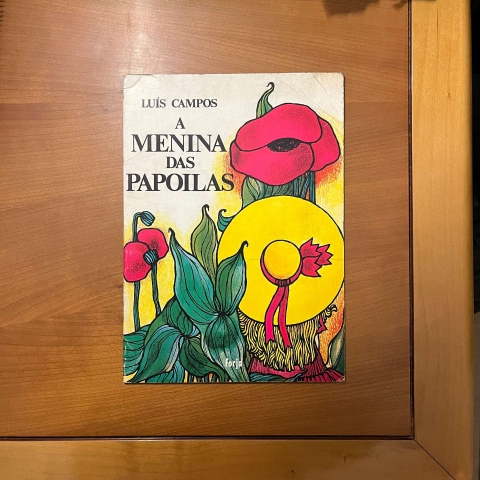 LUÍS CAMPOS
A
MENINA
DAS
PAPOILAS
forja